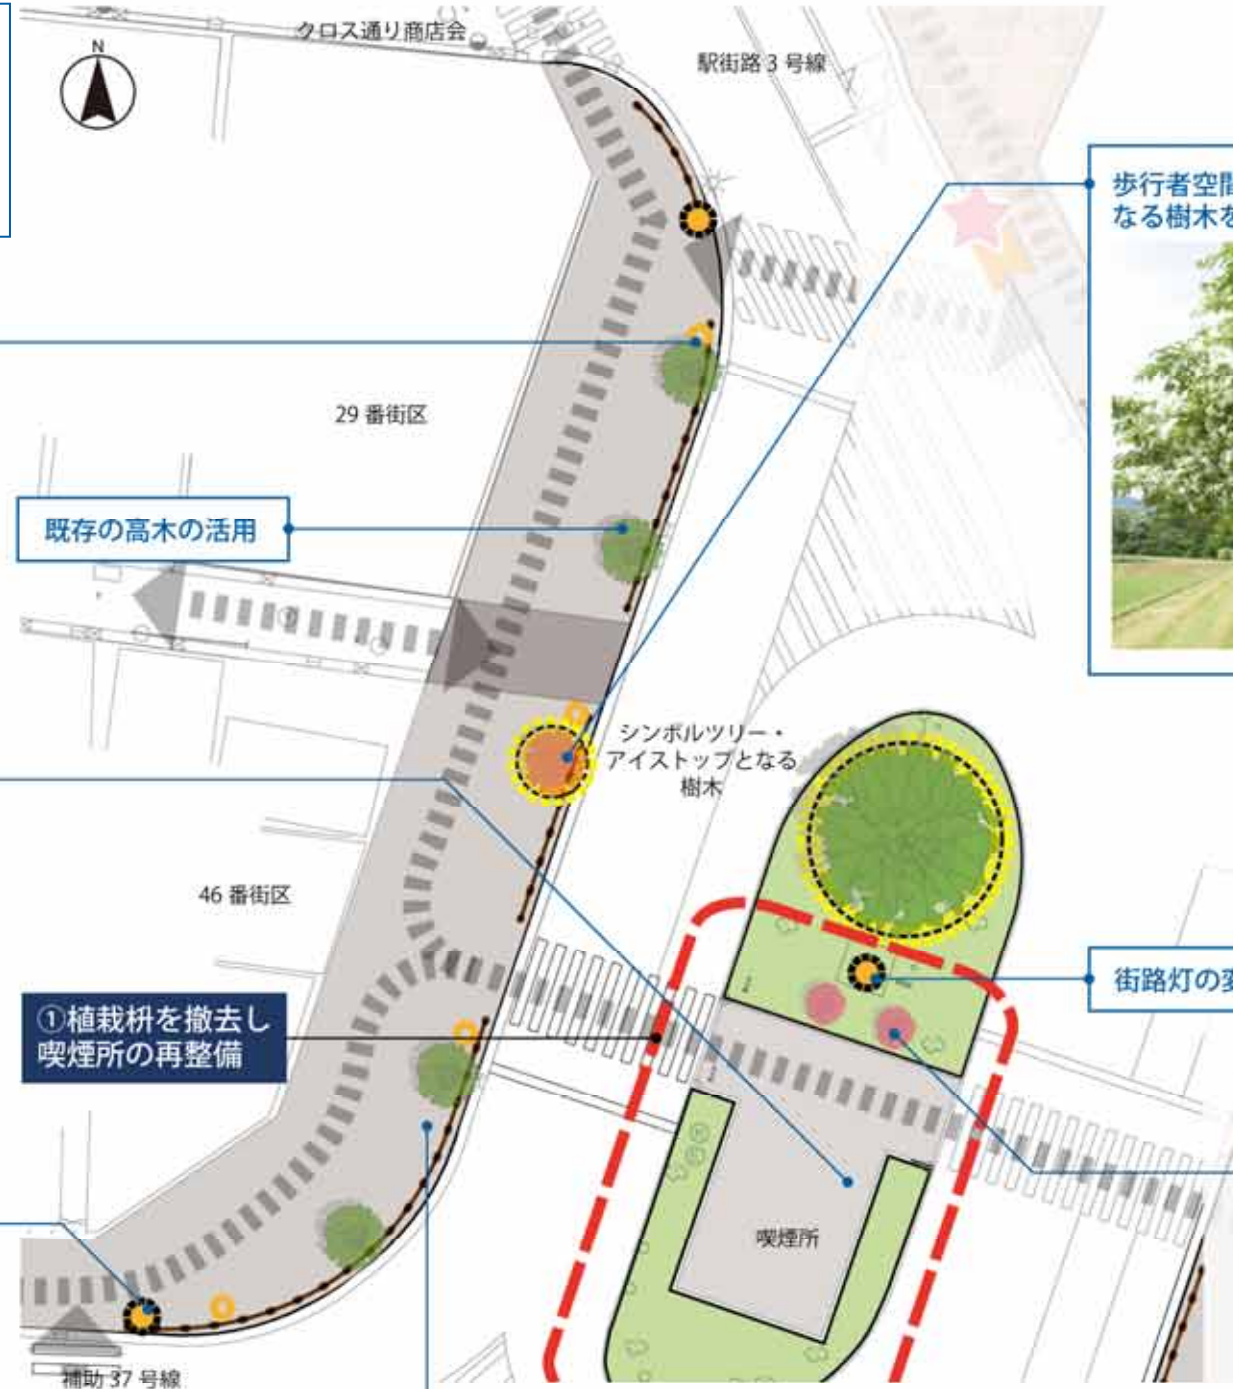 クロス通り商店会
N
駅街路 3 号線
歩行者空間
なる樹木を
29 番街区
既存の高木の活用
シンボルツリー・
アイストップとなる
樹木
46 番街区
街路灯の変
①植栽枡を撤去し
喫煙所の再整備
喫煙所
補助 37 号線